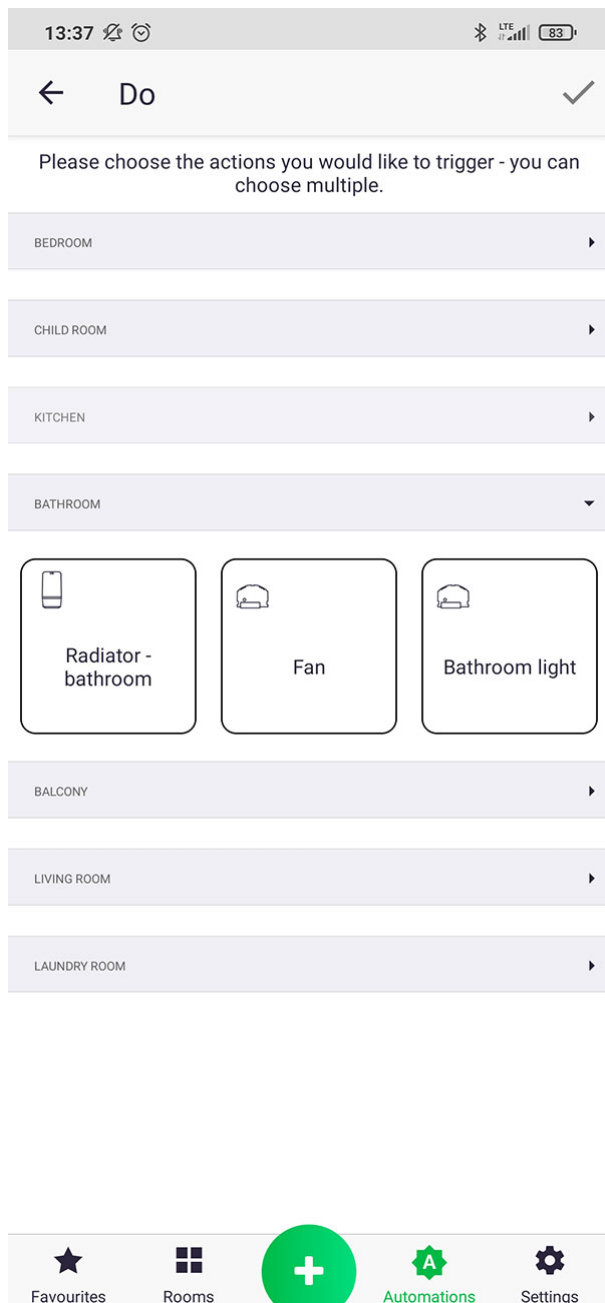 13:37
LTE
83
Do
Please choose the actions you would like to trigger - you can
choose multiple.
BEDROOM
CHILD ROOM
KITCHEN
BATHROOM
Radiator -
bathroom
Fan
Bathroom light
BALCONY
LIVING ROOM
LAUNDRY ROOM
A
Favourites
Rooms
Automations
Settings